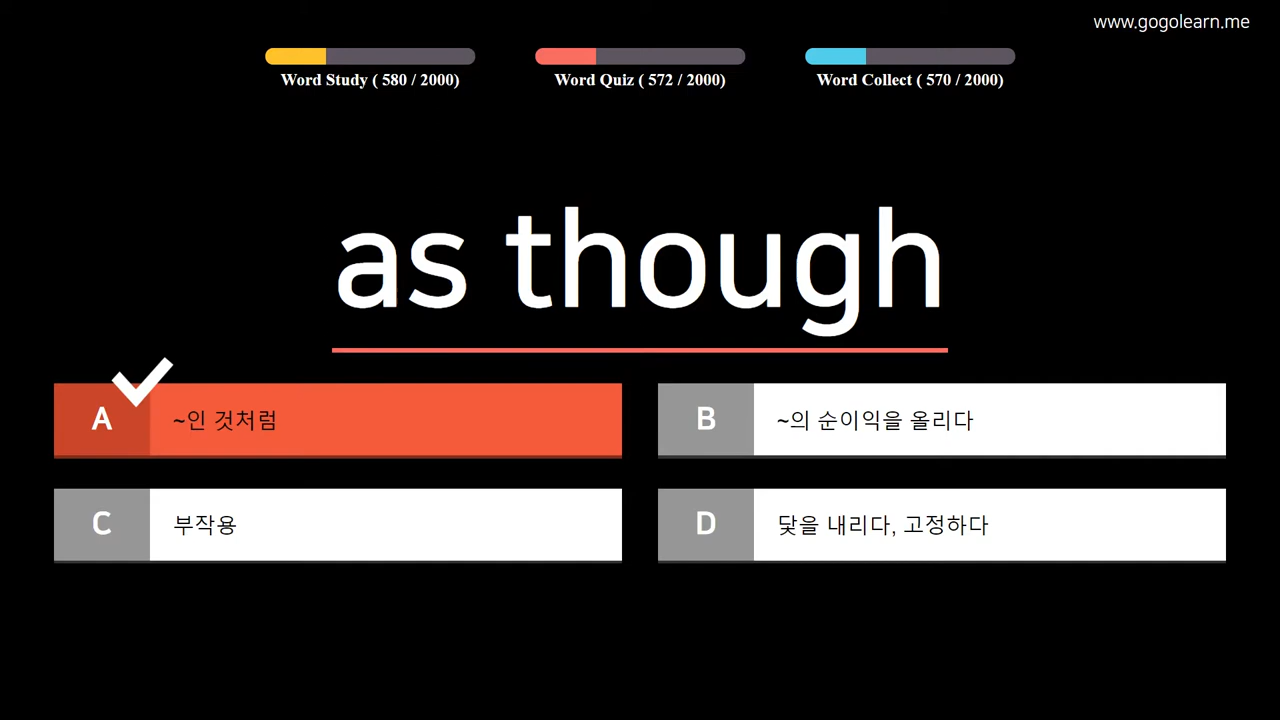 www.gogolearn.me
Word Study ( 580 / 2000)
Word Quiz ( 572 / 2000)
Word Collect ( 570 / 2000)
as though
A ~인 것처럼
B ~의 순이익을 올리다
C 부작용
D 닻을 내리다, 고정하다